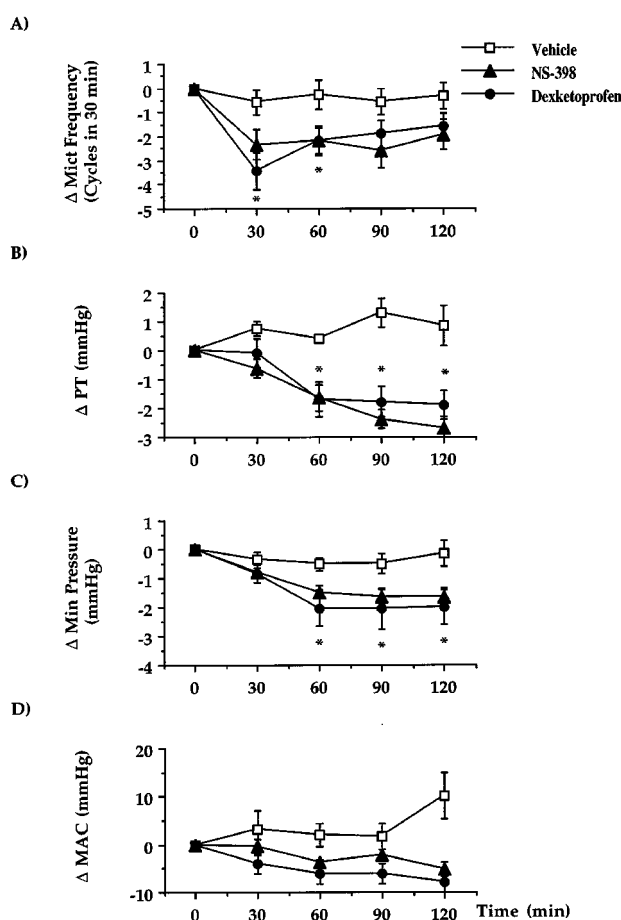 A)
Vehicle
NS-398
Dexketoprofen
Δ Mict Frequency
(Cycles in 30 min)
1
0
-1
-2
-3
-4
-5
* *
0 30 60 90 120
B)
Δ PT (mmHg)
2
1
0
-1
-2
-3
* * *
0 30 60 90 120
C)
Δ Min Pressure
(mmHg)
1
0
-1
-2
-3
-4
* * *
0 30 60 90 120
D)
Δ MAC (mmHg)
20
10
0
-10
0 30 60 90 120 Time (min)